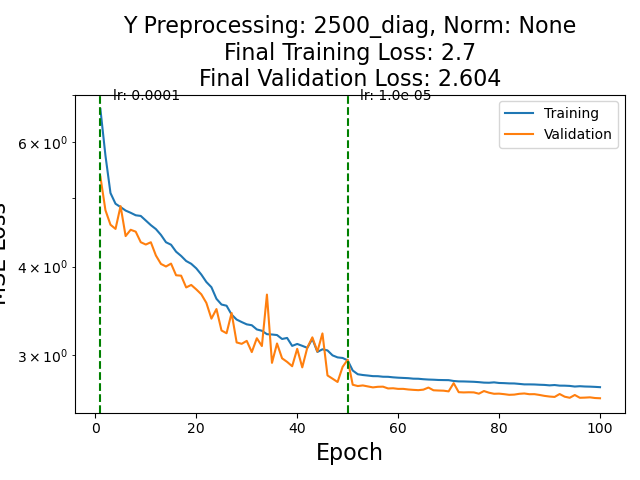 Y Preprocessing: 2500_diag, Norm: None
Final Training Loss: 2.7
Final Validation Loss: 2.604
lr: 0.0001
lr: 1.0e-05
Training
Validation
6 × 10⁰
4 × 10⁰
3 × 10⁰
MSE Loss
0 20 40 60 80 100
Epoch